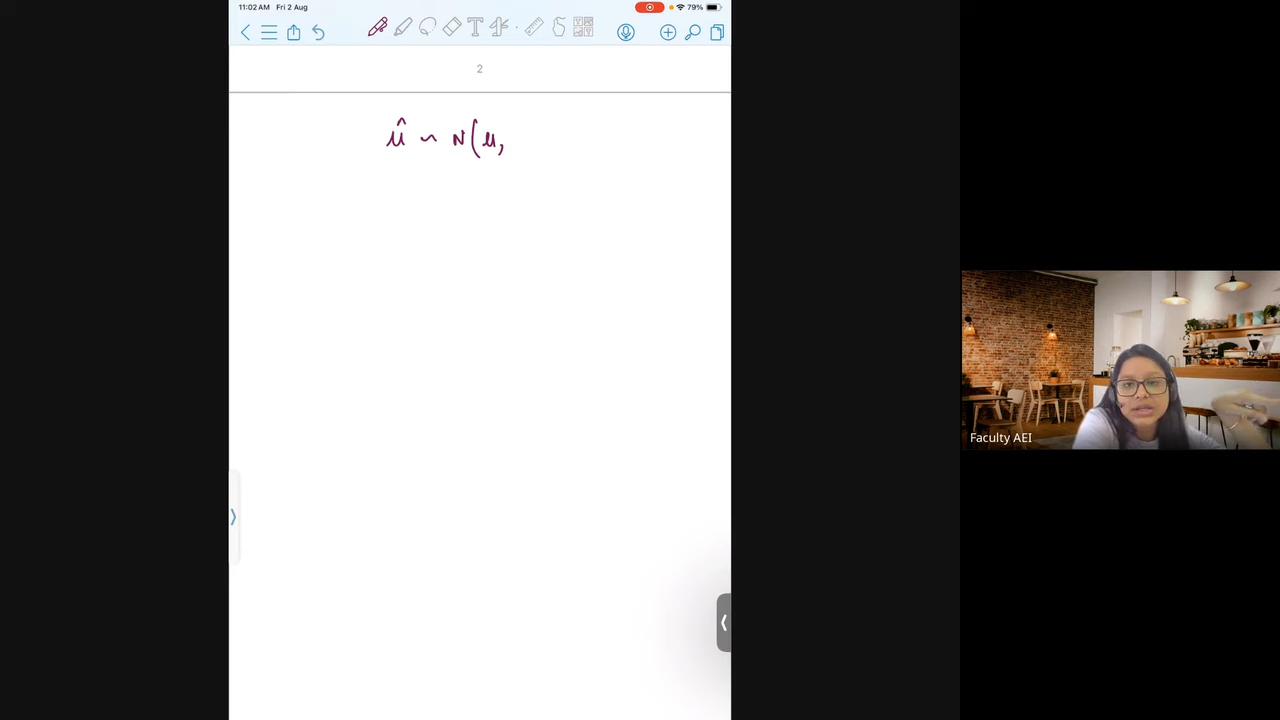 11:02 AM Fri 2 Aug
79%
2
μ̂ ~ N(μ,
Faculty AEI